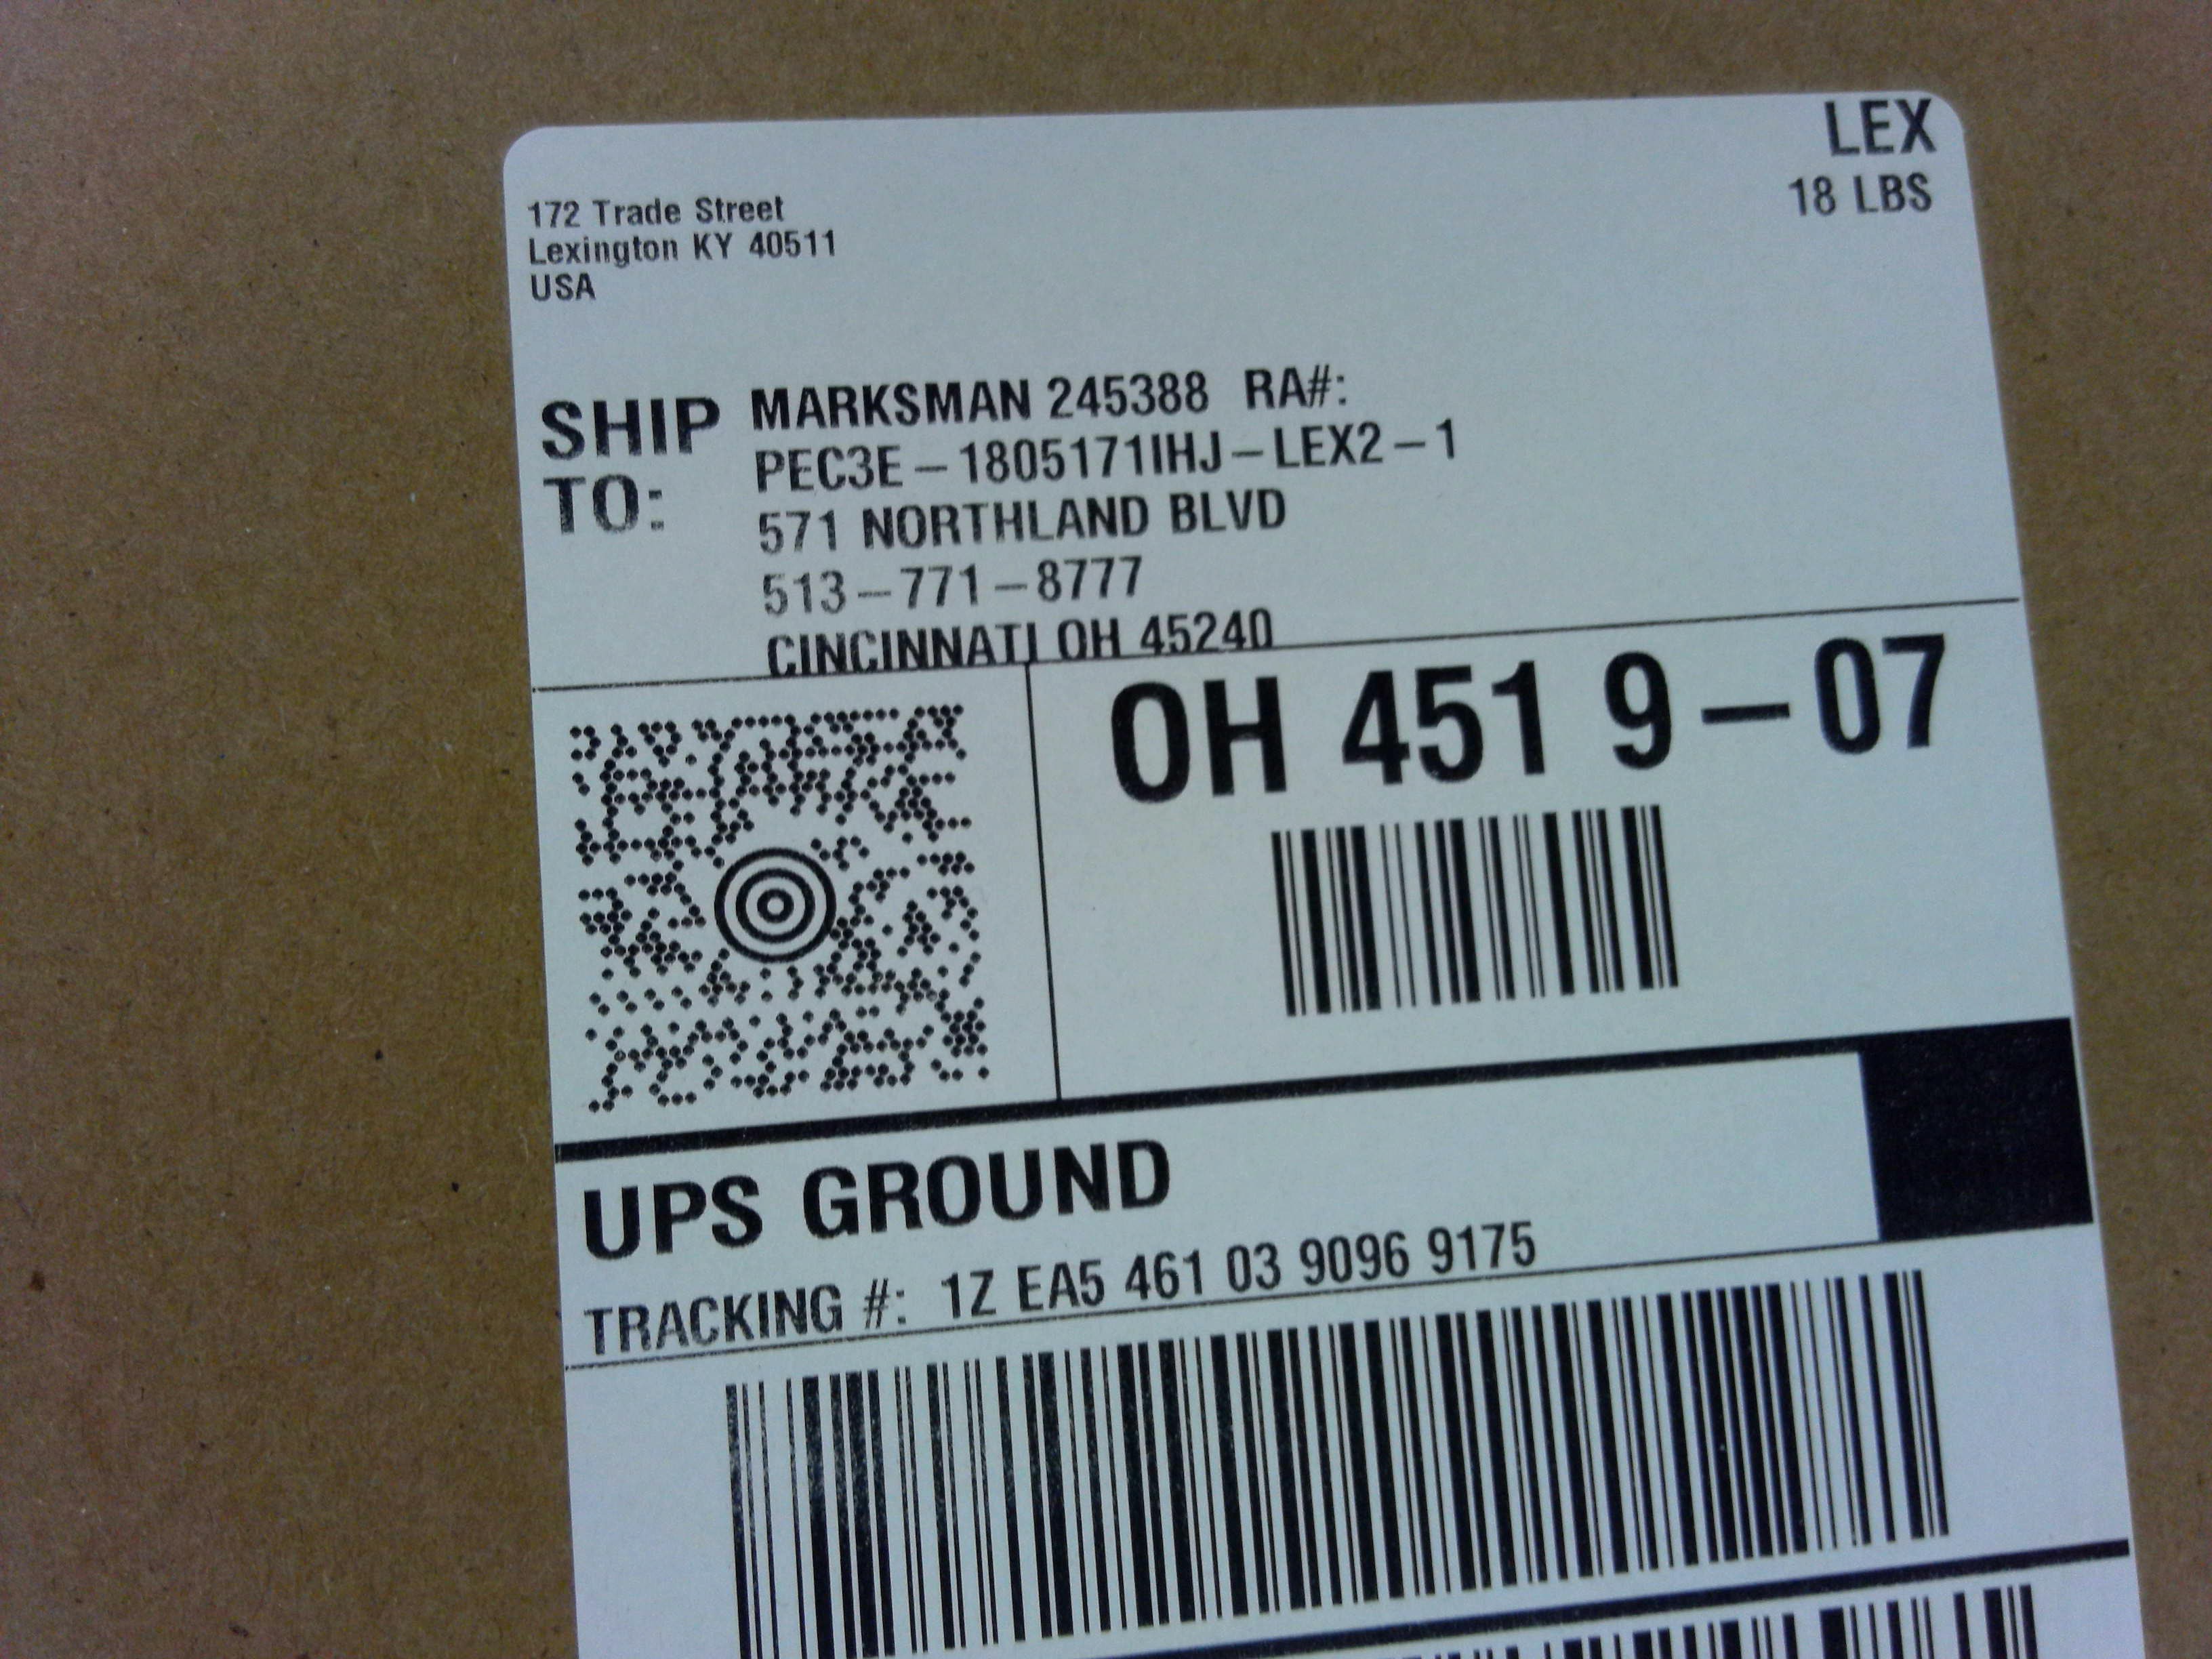 LEX
18 LBS
172 Trade Street
Lexington KY 40511
USA
SHIP TO:
MARKSMAN 245388 RA#:
PEC3E-1805171IHJ-LEX2-1
571 NORTHLAND BLVD
513-771-8777
CINCINNATI OH 45240
OH 451 9-07
UPS GROUND
TRACKING #: 1Z EA5 461 03 9096 9175